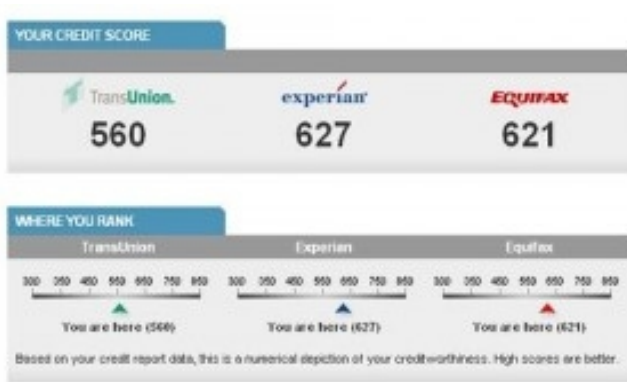 YOUR CREDIT SCORE
TransUnion. experian EQUIFAX
560 627 621
WHERE YOU RANK
TransUnion Experian Equifax
300 350 450 550 650 750 850 300 350 450 550 650 750 850 300 350 450 550 650 750 850
You are here (560) You are here (627) You are here (621)
Based on your credit report data, this is a numerical depiction of your creditworthiness. High scores are better.